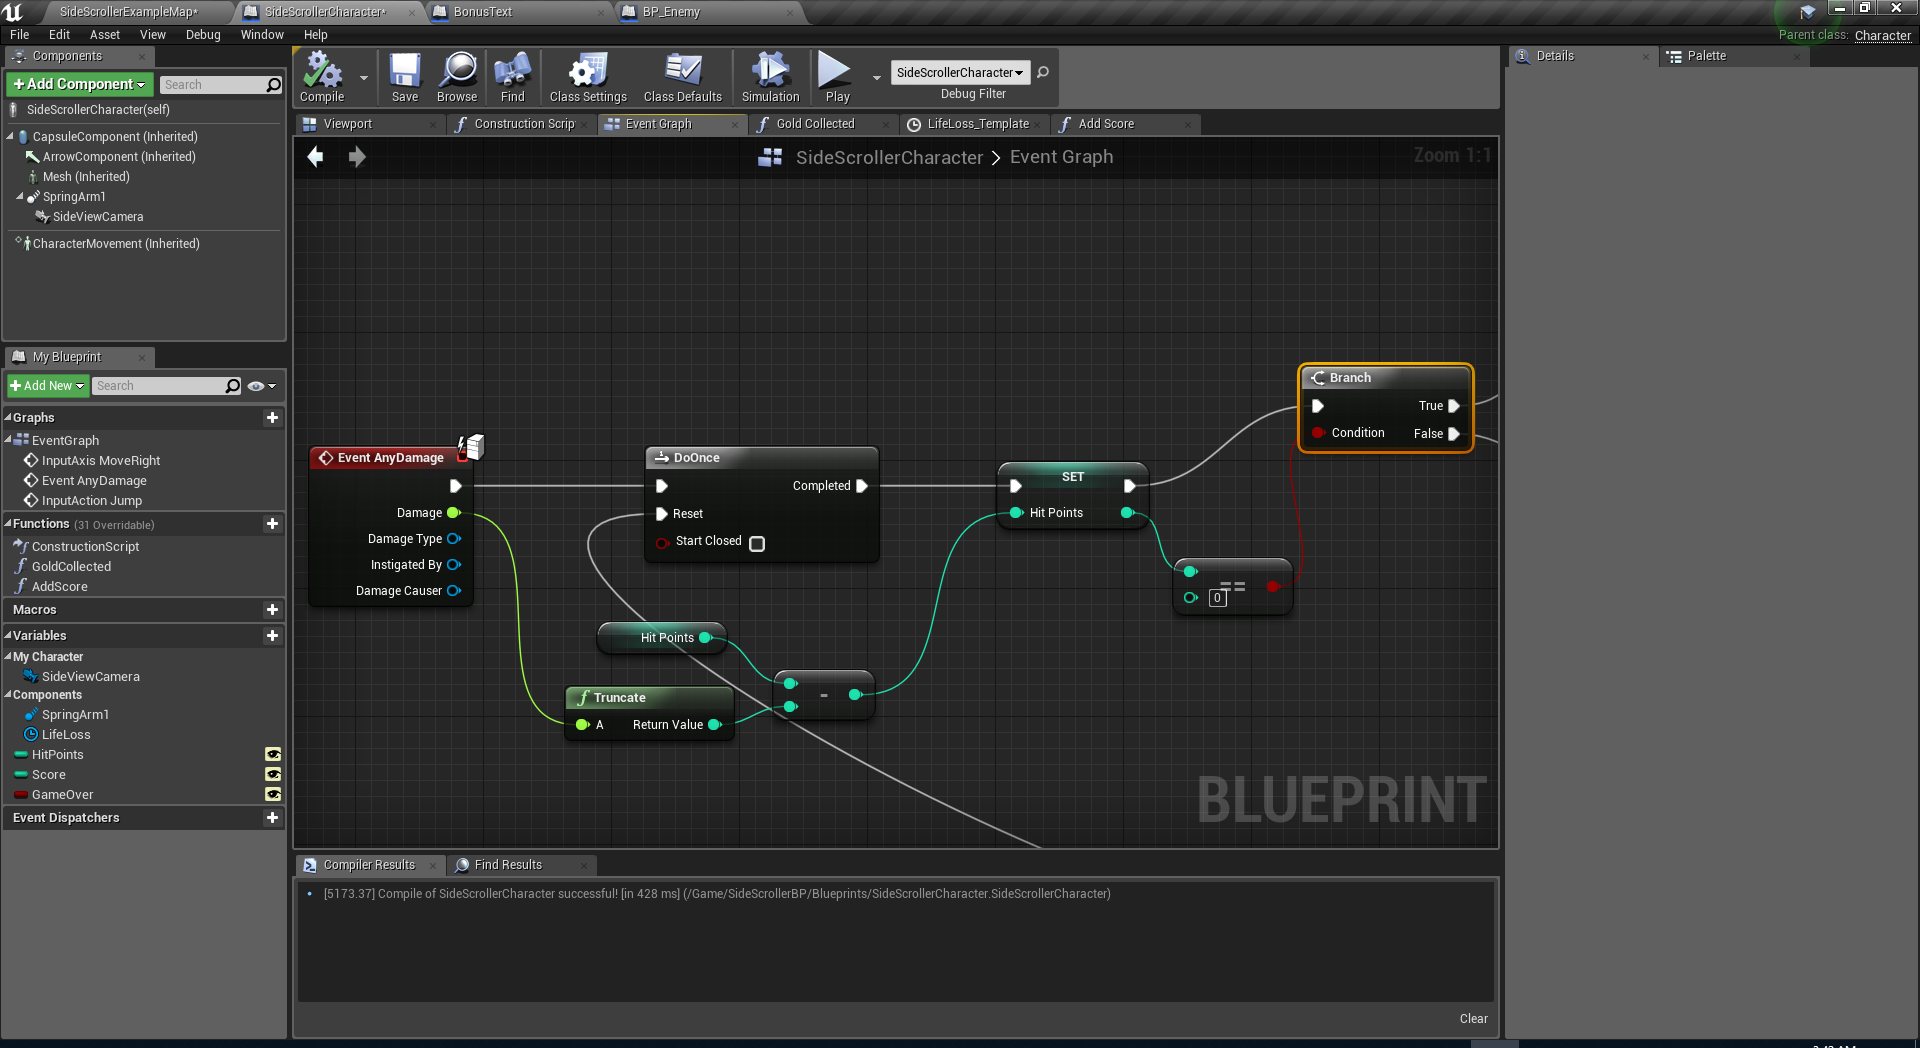 SideScrollerExampleMap*
SideScrollerCharacter*
BonusText
BP_Enemy
File Edit Asset View Debug Window Help
Parent class: Character
Components
+Add Component
Search
SideScrollerCharacter(self)
CapsuleComponent (Inherited)
ArrowComponent (Inherited)
Mesh (Inherited)
SpringArm1
SideViewCamera
CharacterMovement (Inherited)
My Blueprint
+Add New
Search
Graphs
EventGraph
InputAxis MoveRight
Event AnyDamage
InputAction Jump
Functions (31 Overridable)
ConstructionScript
GoldCollected
AddScore
Macros
Variables
My Character
SideViewCamera
Components
SpringArm1
LifeLoss
HitPoints
Score
GameOver
Event Dispatchers
Compile
Save
Browse
Find
Class Settings
Class Defaults
Simulation
Play
SideScrollerCharacter
Debug Filter
Viewport
Construction Scrip
Event Graph
Gold Collected
LifeLoss_Template
Add Score
SideScrollerCharacter > Event Graph
Zoom 1:1
Event AnyDamage
Damage
Damage Type
Instigated By
Damage Causer
DoOnce
Completed
Reset
Start Closed
Hit Points
Truncate
A Return Value
-
SET
Hit Points
==
0
Branch
True
Condition False
BLUEPRINT
Compiler Results
Find Results
[5173.37] Compile of SideScrollerCharacter successful! [in 428 ms] (/Game/SideScrollerBP/Blueprints/SideScrollerCharacter.SideScrollerCharacter)
Clear
Details
Palette